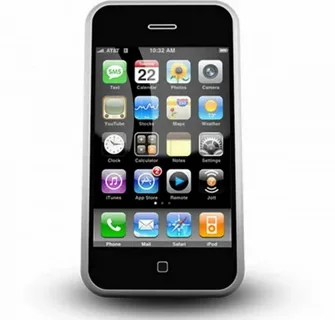 AT&T 10:32 AM
SMS
Text Calendar Photos Camera
22
YouTube Stocks Maps Weather
Clock Calculator Notes Settings
iTunes App Store Remote Jott
Phone Mail Safari iPod